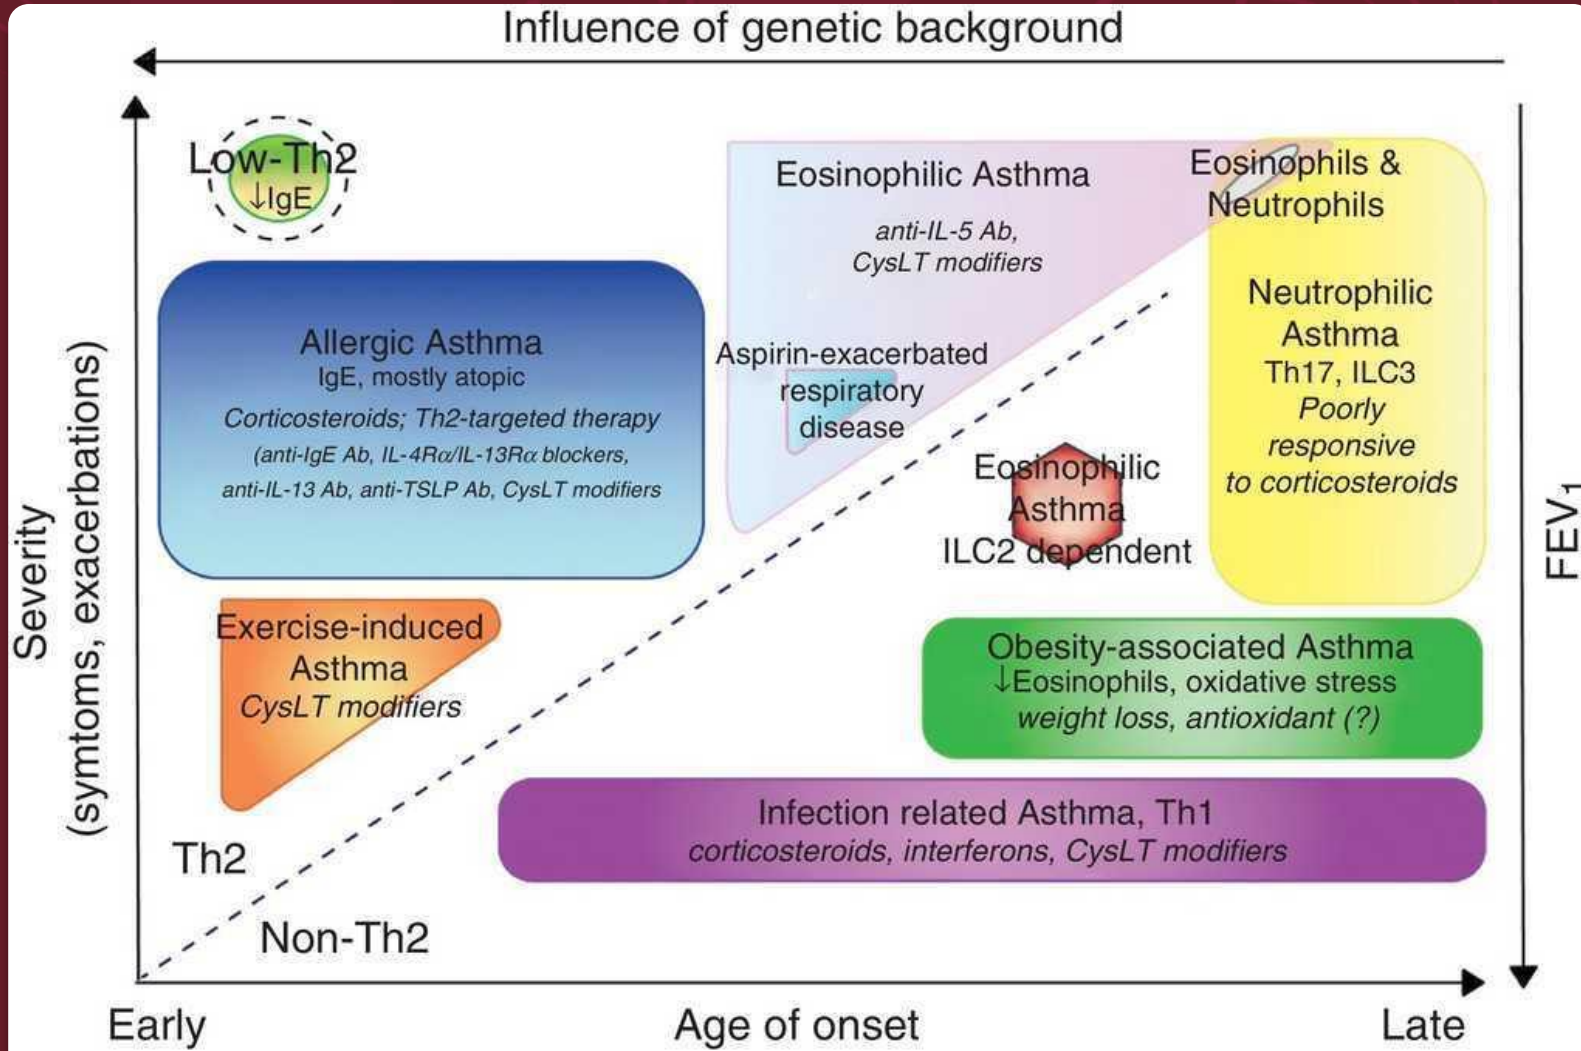 Influence of genetic background
Low-Th2
↓IgE
Eosinophilic Asthma
anti-IL-5 Ab,
CysLT modifiers
Eosinophils &
Neutrophils
Allergic Asthma
IgE, mostly atopic
Corticosteroids; Th2-targeted therapy
(anti-IgE Ab, IL-4Rα/IL-13Rα blockers,
anti-IL-13 Ab, anti-TSLP Ab, CysLT modifiers
Aspirin-exacerbated
respiratory
disease
Neutrophilic
Asthma
Th17, ILC3
Poorly
responsive
to corticosteroids
Eosinophilic
Asthma
ILC2 dependent
Exercise-induced
Asthma
CysLT modifiers
Obesity-associated Asthma
↓Eosinophils, oxidative stress
weight loss, antioxidant (?)
Infection related Asthma, Th1
corticosteroids, interferons, CysLT modifiers
Th2
Non-Th2
Severity
(symtoms, exacerbations)
FEV1
Early
Age of onset
Late